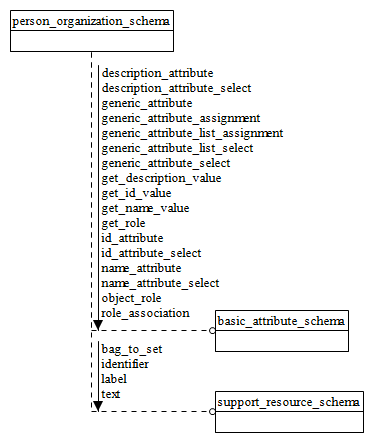 person_organization_schema
description_attribute
description_attribute_select
generic_attribute
generic_attribute_assignment
generic_attribute_list_assignment
generic_attribute_list_select
generic_attribute_select
get_description_value
get_id_value
get_name_value
get_role
id_attribute
id_attribute_select
name_attribute
name_attribute_select
object_role
role_association
basic_attribute_schema
bag_to_set
identifier
label
text
support_resource_schema